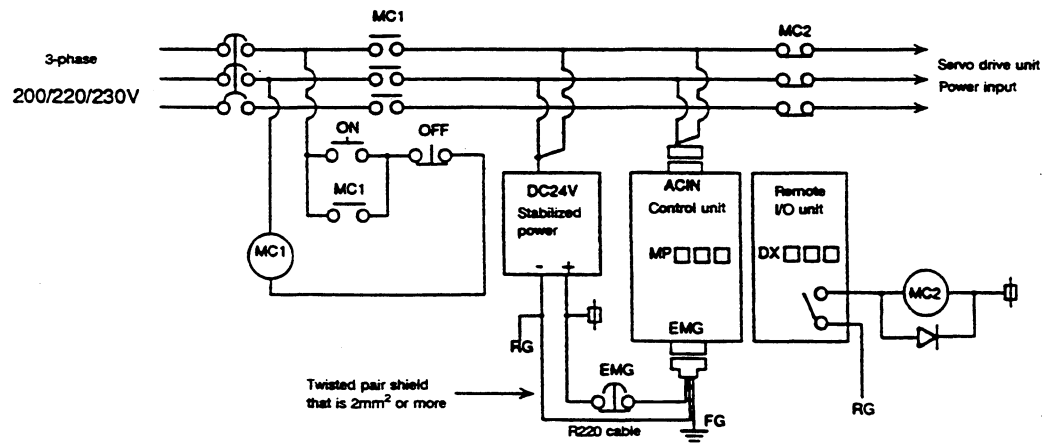 MC1
MC2
3-phase
200/220/230V
Servo drive unit
Power input
ON
OFF
MC1
MC1
DC24V
Stabilized
power
- +
ACIN
Control unit
MP□□□
EMG
Remote
I/O unit
DX□□□
MC2
RG
EMG
Twisted pair shield
that is 2mm² or more
R220 cable
FG
RG